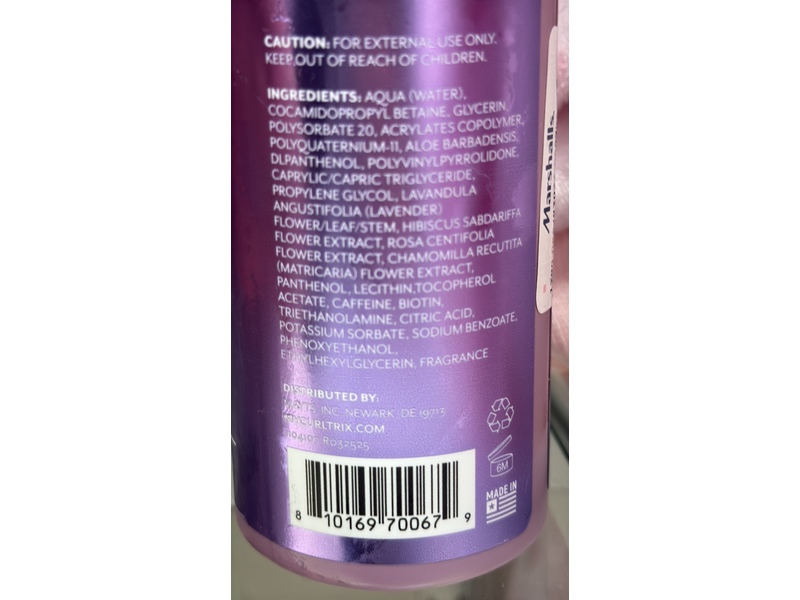 CAUTION: FOR EXTERNAL USE ONLY.
KEEP OUT OF REACH OF CHILDREN.
INGREDIENTS: AQUA (WATER),
COCAMIDOPROPYL BETAINE, GLYCERIN,
POLYSORBATE 20, ACRYLATES COPOLYMER,
POLYQUATERNIUM-11, ALOE BARBADENSIS,
DLPANTHENOL, POLYVINYLPYRROLIDONE,
CAPRYLIC/CAPRIC TRIGLYCERIDE,
PROPYLENE GLYCOL, LAVANDULA
ANGUSTIFOLIA (LAVENDER)
FLOWER/LEAF/STEM, HIBISCUS SABDARIFFA
FLOWER EXTRACT, ROSA CENTIFOLIA
FLOWER EXTRACT, CHAMOMILLA RECUTITA
(MATRICARIA) FLOWER EXTRACT,
PANTHENOL, LECITHIN,TOCOPHEROL
ACETATE, CAFFEINE, BIOTIN,
TRIETHANOLAMINE, CITRIC ACID,
POTASSIUM SORBATE, SODIUM BENZOATE,
PHENOXYETHANOL,
ETHYLHEXYLGLYCERIN, FRAGRANCE
DISTRIBUTED BY:
INC. NEWARK, DE 19713
R032525
6M
MADE IN
8 10169 70067 9
Marshalls